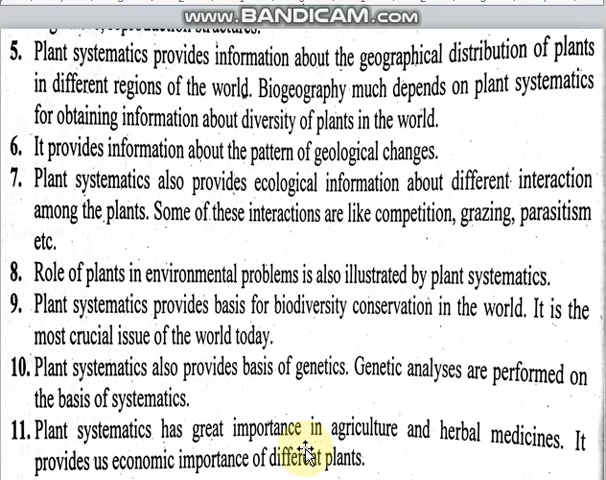 www.BANDICAM.com
5. Plant systematics provides information about the geographical distribution of plants
in different regions of the world. Biogeography much depends on plant systematics
for obtaining information about diversity of plants in the world.
6. It provides information about the pattern of geological changes.
7. Plant systematics also provides ecological information about different interaction
among the plants. Some of these interactions are like competition, grazing, parasitism
etc.
8. Role of plants in environmental problems is also illustrated by plant systematics.
9. Plant systematics provides basis for biodiversity conservation in the world. It is the
most crucial issue of the world today.
10. Plant systematics also provides basis of genetics. Genetic analyses are performed on
the basis of systematics.
11. Plant systematics has great importance in agriculture and herbal medicines. It
provides us economic importance of different plants.